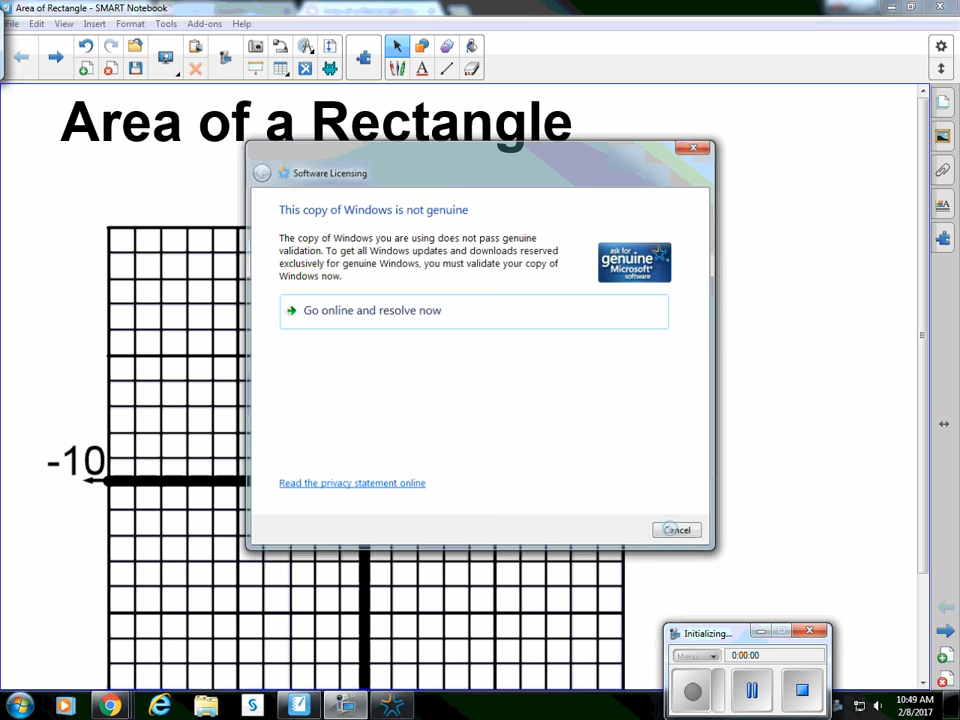 Area of Rectangle - SMART Notebook
File Edit View Insert Format Tools Add-ons Help
Area of a Rectangle
Software Licensing
This copy of Windows is not genuine
The copy of Windows you are using does not pass genuine
validation. To get all Windows updates and downloads reserved
exclusively for genuine Windows, you must validate your copy of
Windows now.
ask for
genuine
Microsoft®
software
Go online and resolve now
-10
Read the privacy statement online
Cancel
Initializing...
Menu
0:00:00
10:49 AM
2/8/2017